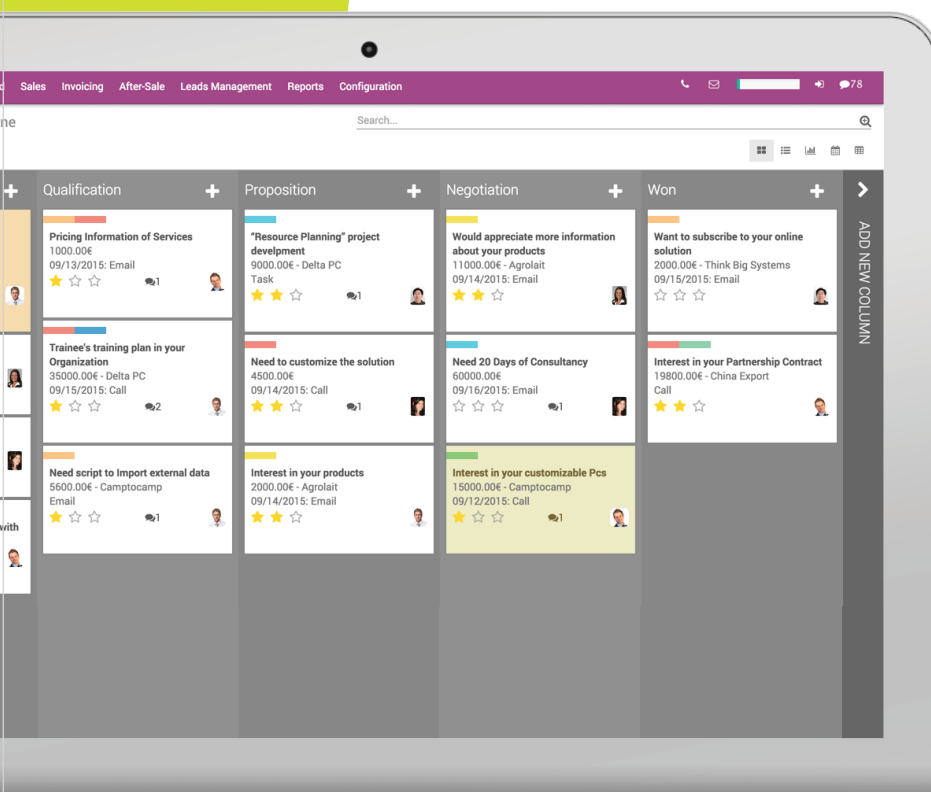 Sales Invoicing After-Sale Leads Management Reports Configuration 78
ne
Search...
Qualification
Pricing Information of Services
1000.00€
09/13/2015: Email
1
Trainee's training plan in your
Organization
35000.00€ - Delta PC
09/15/2015: Call
2
Need script to Import external data
5600.00€ - Camptocamp
Email
1
Proposition
"Resource Planning" project
develpment
9000.00€ - Delta PC
Task
1
Need to customize the solution
4500.00€
09/14/2015: Call
1
Interest in your products
2000.00€ - Agrolait
09/14/2015: Email
Negotiation
Would appreciate more information
about your products
11000.00€ - Agrolait
09/14/2015: Email
Need 20 Days of Consultancy
60000.00€
09/16/2015: Email
1
Interest in your customizable Pcs
15000.00€ - Camptocamp
09/12/2015: Call
1
Won
Want to subscribe to your online
solution
2000.00€ - Think Big Systems
09/15/2015: Email
Interest in your Partnership Contract
19800.00€ - China Export
Call
ADD NEW COLUMN
with